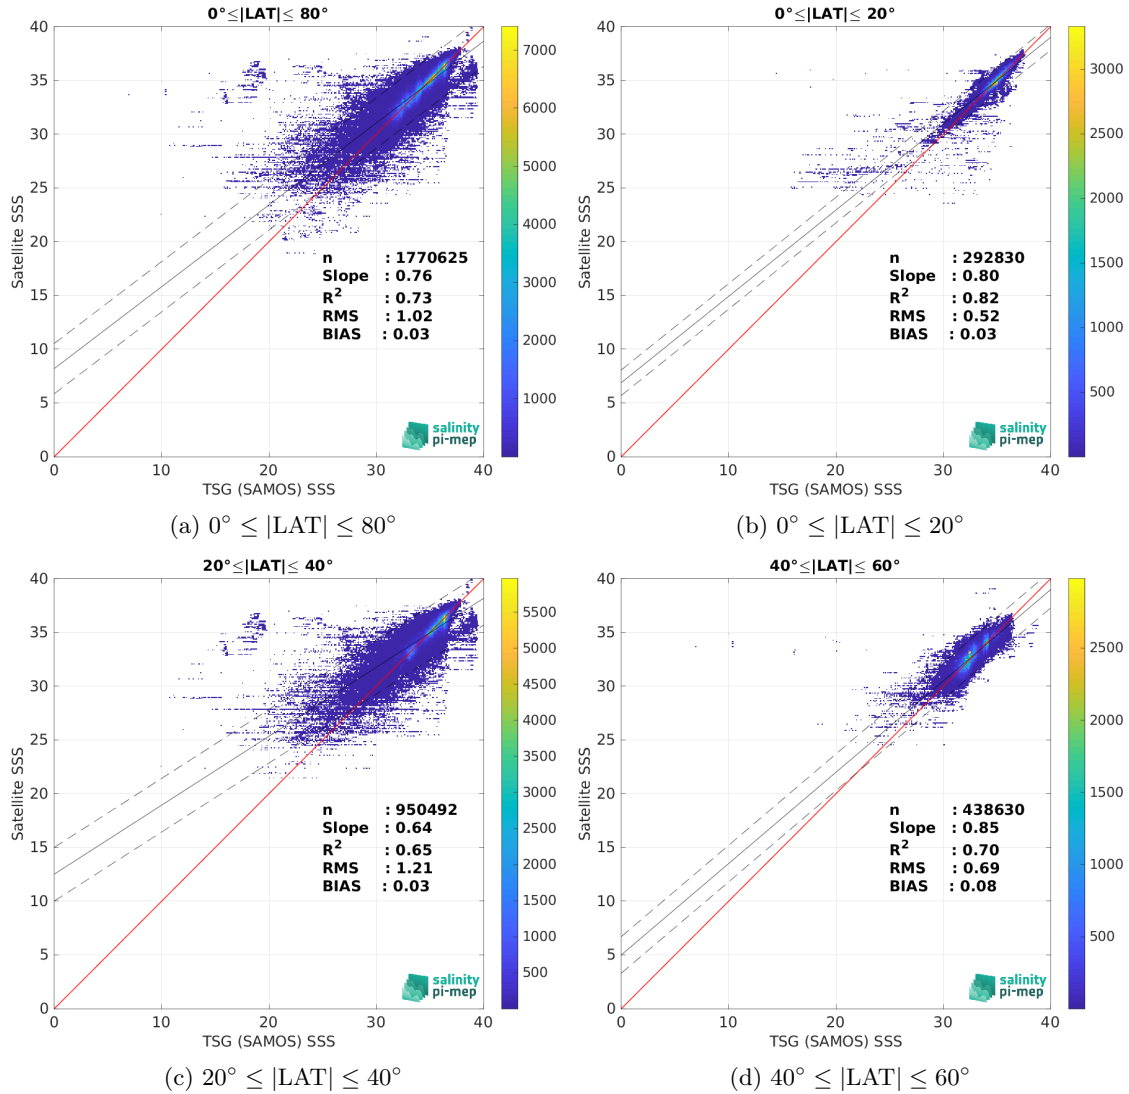 0°≤|LAT|≤ 80°
40
35
30
25
20
15
10
5
0
Satellite SSS
n : 1770625
Slope : 0.76
R² : 0.73
RMS : 1.02
BIAS : 0.03
salinity
pi-mep
0 10 20 30 40
TSG (SAMOS) SSS
7000
6000
5000
4000
3000
2000
1000
(a) 0° ≤ |LAT| ≤ 80°
0°≤|LAT|≤ 20°
40
35
30
25
20
15
10
5
0
Satellite SSS
n : 292830
Slope : 0.80
R² : 0.82
RMS : 0.52
BIAS : 0.03
salinity
pi-mep
0 10 20 30 40
TSG (SAMOS) SSS
3000
2500
2000
1500
1000
500
(b) 0° ≤ |LAT| ≤ 20°
20°≤|LAT|≤ 40°
40
35
30
25
20
15
10
5
0
Satellite SSS
n : 950492
Slope : 0.64
R² : 0.65
RMS : 1.21
BIAS : 0.03
salinity
pi-mep
0 10 20 30 40
TSG (SAMOS) SSS
5500
5000
4500
4000
3500
3000
2500
2000
1500
1000
500
(c) 20° ≤ |LAT| ≤ 40°
40°≤|LAT|≤ 60°
40
35
30
25
20
15
10
5
0
Satellite SSS
n : 438630
Slope : 0.85
R² : 0.70
RMS : 0.69
BIAS : 0.08
salinity
pi-mep
0 10 20 30 40
TSG (SAMOS) SSS
2500
2000
1500
1000
500
(d) 40° ≤ |LAT| ≤ 60°